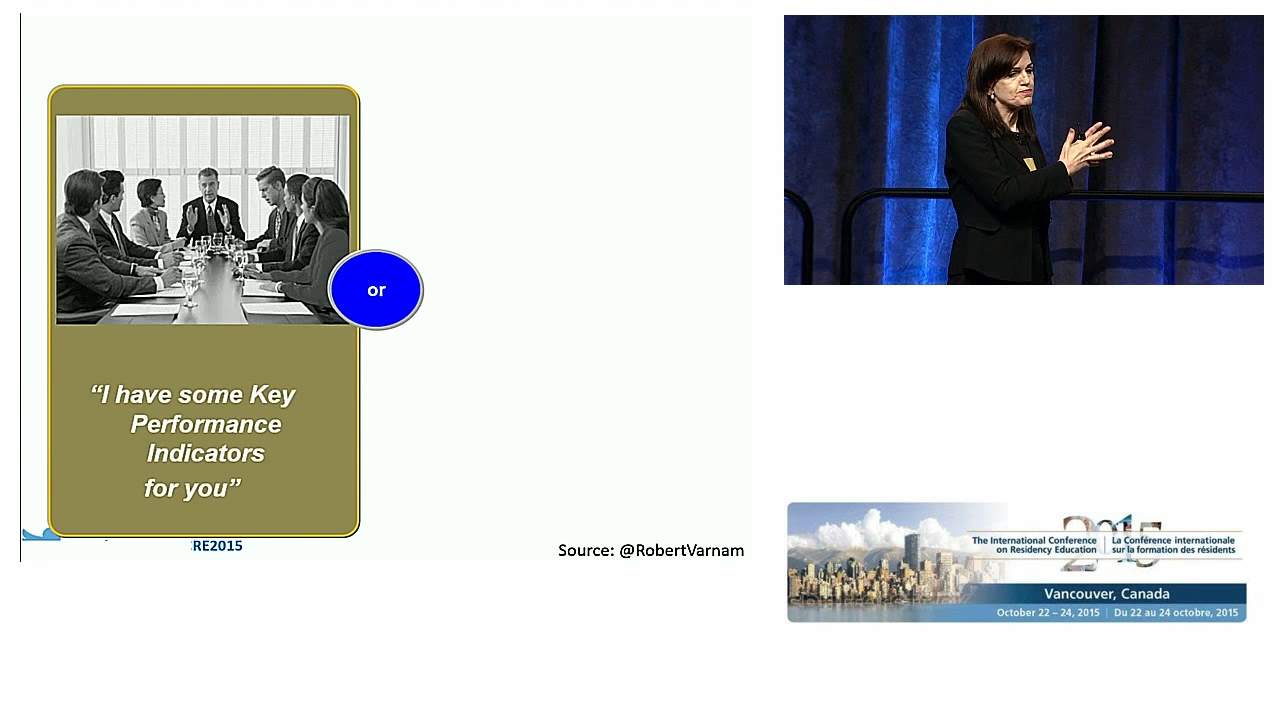 or
“I have some Key
Performance
Indicators
for you”
RE2015
Source: @RobertVarnam
2015
The International Conference
on Residency Education
La Conférence internationale
sur la formation des résidents
Vancouver, Canada
October 22 – 24, 2015 | Du 22 au 24 octobre, 2015